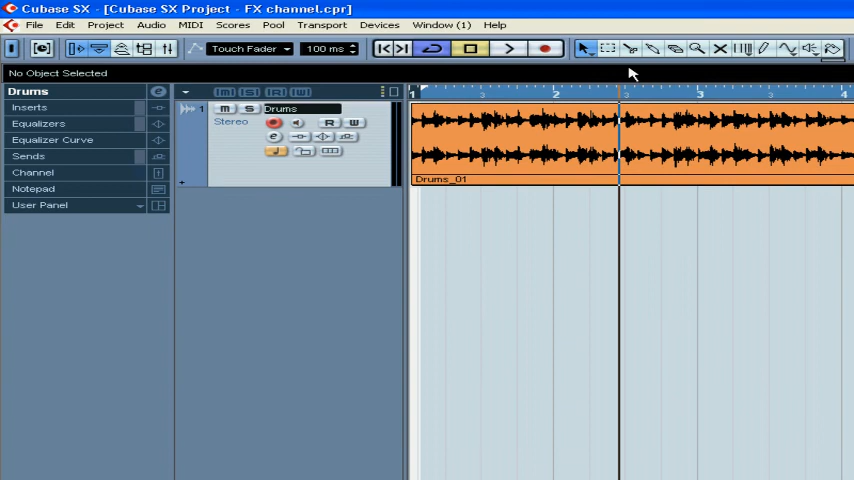 Cubase SX - [Cubase SX Project - FX channel.cpr]
File Edit Project Audio MIDI Scores Pool Transport Devices Window (1) Help
Touch Fader 100 ms
No Object Selected
Drums
Inserts
Equalizers
Equalizer Curve
Sends
Channel
Notepad
User Panel
[M] [S] [R] [W]
1 m S Drums
Stereo R W
e
1 3 2 3 3 3 4
Drums_01